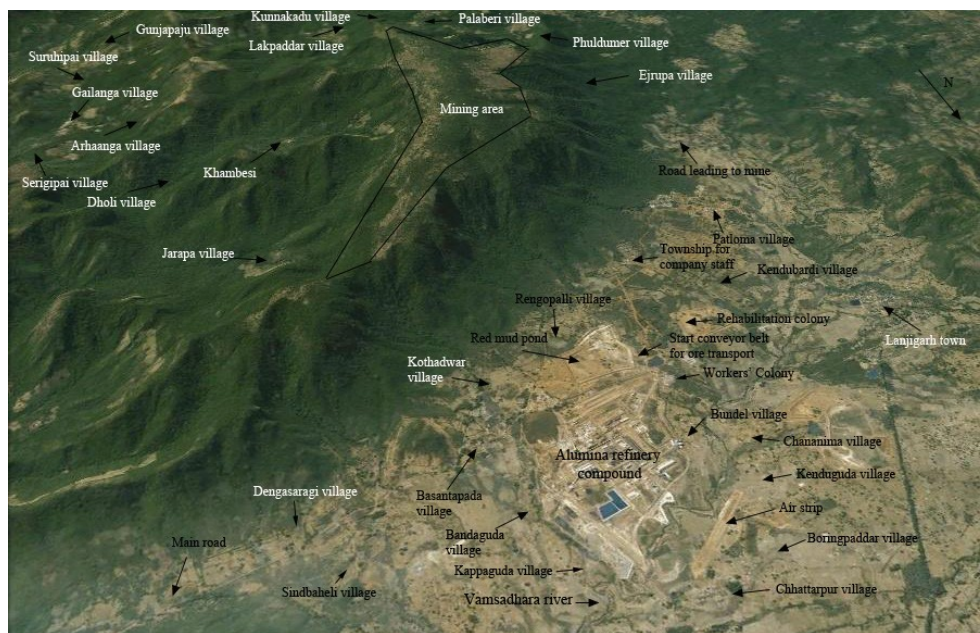 Kunnakadu village
Palaberi village
Gunjapaju village
Lakpaddar village
Phuldumer village
Suruhipai village
Ejrupa village
Gailanga village
N
Mining area
Arhaanga village
Khambesi
Road leading to mine
Serigipai village
Dholi village
Patloma village
Jarapa village
Township for
company staff
Kendubardi village
Rengopalli village
Rehabilitation colony
Red mud pond
Start conveyor belt
for ore transport
Lanjigarh town
Kothadwar
village
Workers' Colony
Bundel village
Chananima village
Alumina refinery
compound
Kenduguda village
Dengasaragi village
Basantapada
village
Air strip
Bandaguda
village
Boringpaddar village
Main road
Kappaguda village
Sindbaheli village
Chhattarpur village
Vamsadhara river